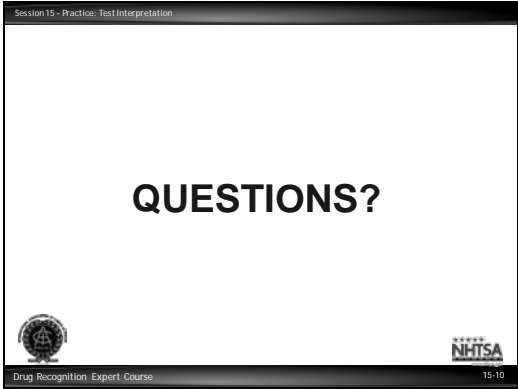 Session 15 - Practice: Test Interpretation
QUESTIONS?
NHTSA
Drug Recognition Expert Course
15-10